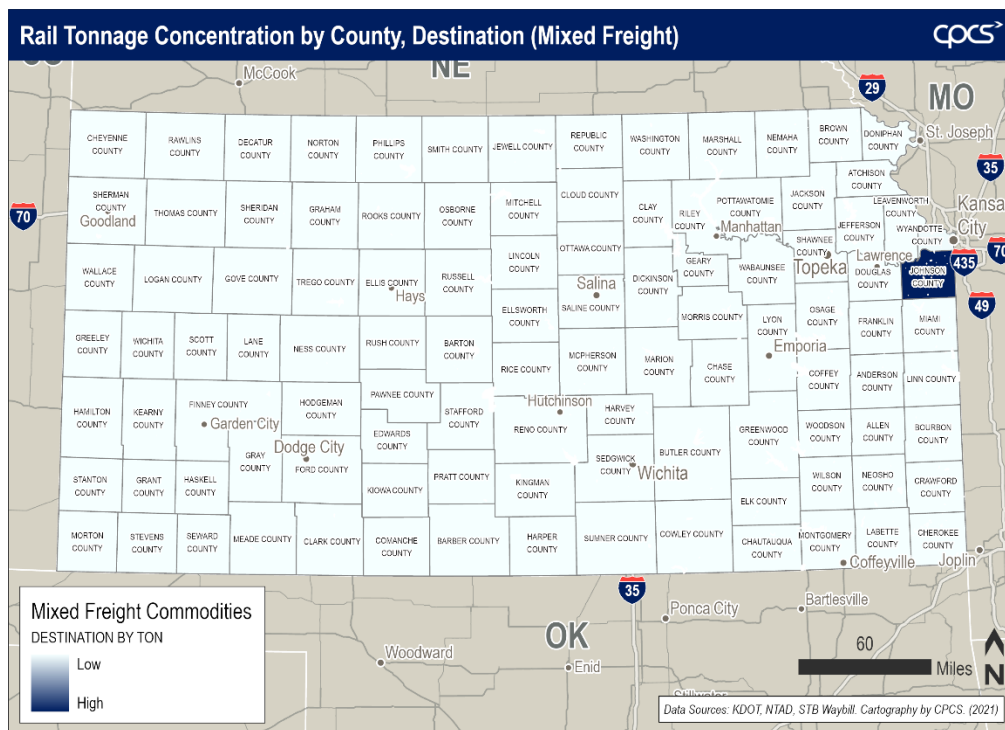 Rail Tonnage Concentration by County, Destination (Mixed Freight)
cpcs
McCook
NE
29
MO
CHEYENNE
COUNTY
RAWLINS
COUNTY
DECATUR
COUNTY
NORTON
COUNTY
PHILLIPS
COUNTY
SMITH COUNTY
JEWELL COUNTY
REPUBLIC
COUNTY
WASHINGTON
COUNTY
MARSHALL
COUNTY
NEMAHA
COUNTY
BROWN
COUNTY
DONIPHAN
COUNTY
St. Joseph
35
ATCHISON
COUNTY
70
SHERMAN
COUNTY
Goodland
THOMAS COUNTY
SHERIDAN
COUNTY
GRAHAM
COUNTY
ROOKS COUNTY
OSBORNE
COUNTY
MITCHELL
COUNTY
CLOUD COUNTY
CLAY
COUNTY
RILEY
COUNTY
POTTAWATOMIE
COUNTY
Manhattan
JACKSON
COUNTY
JEFFERSON
COUNTY
LEAVENWORTH
COUNTY
WYANDOTTE
COUNTY
Kansas
City
70
WALLACE
COUNTY
LOGAN COUNTY
GOVE COUNTY
TREGO COUNTY
ELLIS COUNTY
Hays
RUSSELL
COUNTY
LINCOLN
COUNTY
OTTAWA COUNTY
Salina
SALINE COUNTY
DICKINSON
COUNTY
GEARY
COUNTY
WABAUNSEE
COUNTY
SHAWNEE
COUNTY
Topeka
Lawrence
DOUGLAS
COUNTY
JOHNSON
COUNTY
435
49
GREELEY
COUNTY
WICHITA
COUNTY
SCOTT
COUNTY
LANE
COUNTY
NESS COUNTY
RUSH COUNTY
BARTON
COUNTY
ELLSWORTH
COUNTY
RICE COUNTY
MCPHERSON
COUNTY
MARION
COUNTY
MORRIS COUNTY
CHASE
COUNTY
LYON
COUNTY
Emporia
OSAGE
COUNTY
COFFEY
COUNTY
FRANKLIN
COUNTY
ANDERSON
COUNTY
MIAMI
COUNTY
LINN COUNTY
HAMILTON
COUNTY
KEARNY
COUNTY
FINNEY COUNTY
Garden City
HODGEMAN
COUNTY
PAWNEE COUNTY
EDWARDS
COUNTY
STAFFORD
COUNTY
Hutchinson
RENO COUNTY
HARVEY
COUNTY
SEDGWICK
COUNTY
Wichita
BUTLER COUNTY
GREENWOOD
COUNTY
WOODSON
COUNTY
ALLEN
COUNTY
BOURBON
COUNTY
STANTON
COUNTY
GRANT
COUNTY
HASKELL
COUNTY
GRAY
COUNTY
Dodge City
FORD COUNTY
KIOWA COUNTY
PRATT COUNTY
KINGMAN
COUNTY
ELK COUNTY
WILSON
COUNTY
NEOSHO
COUNTY
CRAWFORD
COUNTY
MORTON
COUNTY
STEVENS
COUNTY
SEWARD
COUNTY
MEADE COUNTY
CLARK COUNTY
COMANCHE
COUNTY
BARBER COUNTY
HARPER
COUNTY
SUMNER COUNTY
COWLEY COUNTY
CHAUTAUQUA
COUNTY
MONTGOMERY
COUNTY
LABETTE
COUNTY
CHEROKEE
COUNTY
Coffeyville
Joplin
35
Ponca City
Bartlesville
OK
Woodward
Enid
Mixed Freight Commodities
DESTINATION BY TON
Low
High
60
Miles
N
Data Sources: KDOT, NTAD, STB Waybill. Cartography by CPCS. (2021)